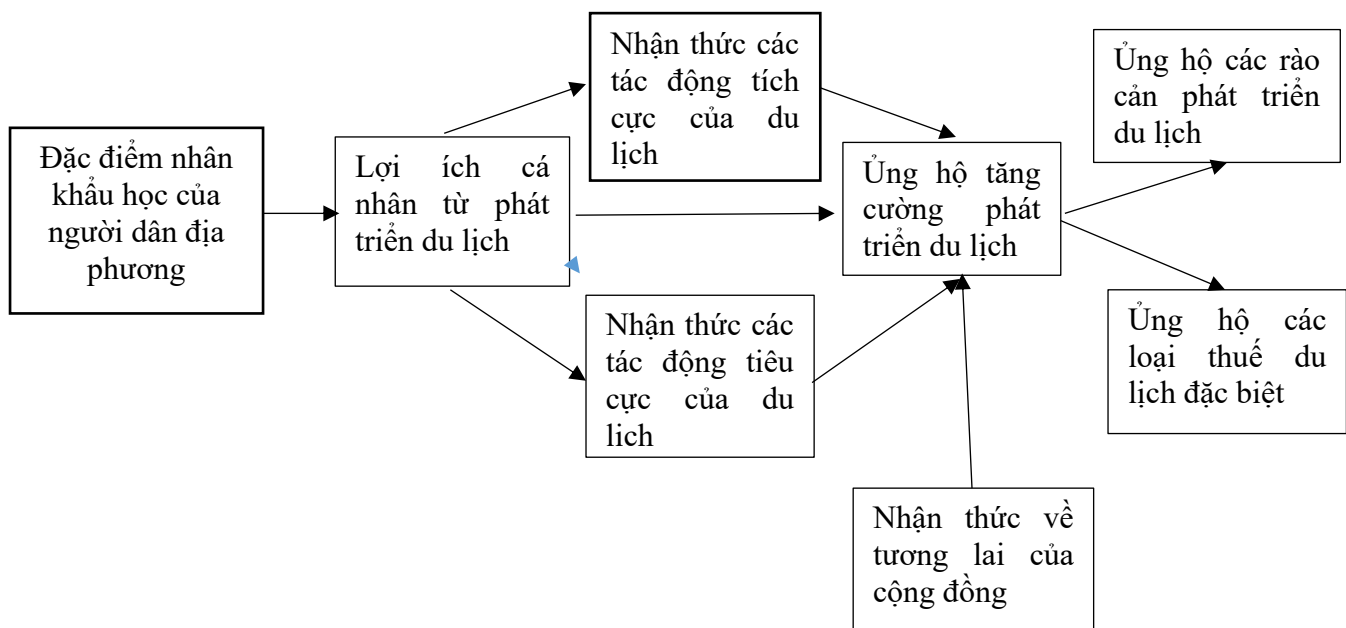 Đặc điểm nhân
khẩu học của
người dân địa
phương
Lợi ích cá
nhân từ phát
triển du lịch
Nhận thức các
tác động tích
cực của du
lịch
Nhận thức các
tác động tiêu
cực của du
lich
Ủng hộ tăng
cường phát
triển du lịch
Nhận thức về
tương lai của
cộng đồng
Ủng hộ các rào
cản phát triển
du lịch
Ủng hộ các
loại thuế du
lịch đặc biệt